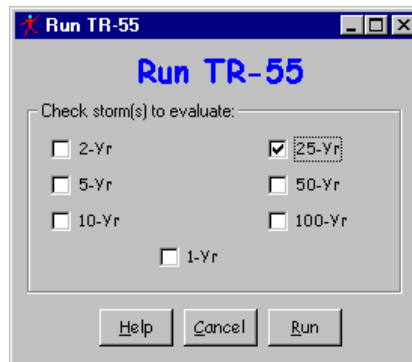 Run TR-55
Run TR-55
Check storm(s) to evaluate:
2-Yr 25-Yr
5-Yr 50-Yr
10-Yr 100-Yr
1-Yr
Help Cancel Run